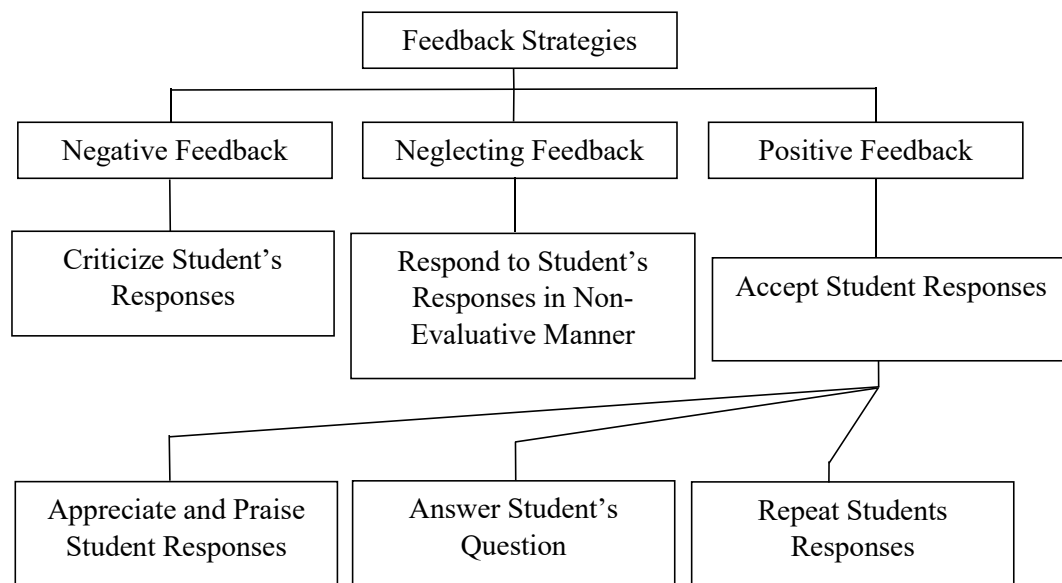 Feedback Strategies
Negative Feedback
Neglecting Feedback
Positive Feedback
Criticize Student’s
Responses
Respond to Student’s
Responses in Non-
Evaluative Manner
Accept Student Responses
Appreciate and Praise
Student Responses
Answer Student’s
Question
Repeat Students
Responses